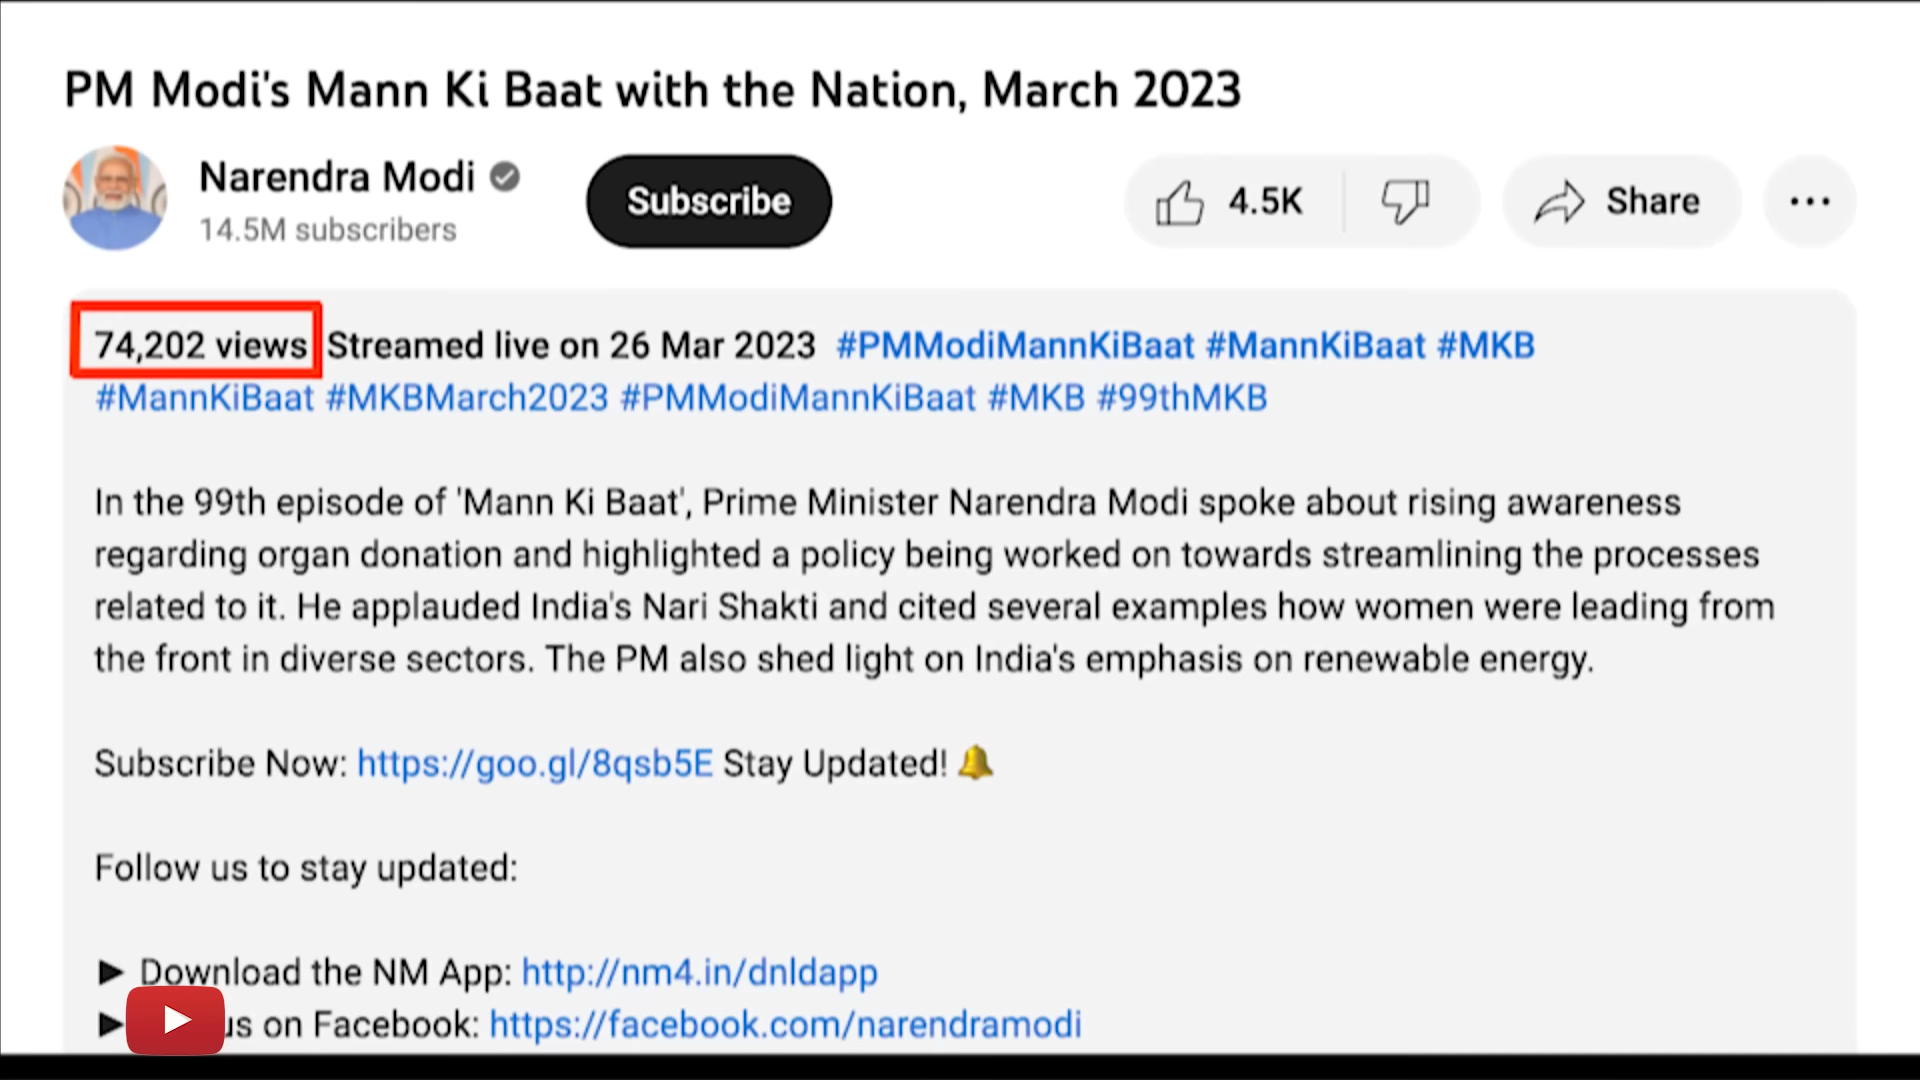 PM Modi's Mann Ki Baat with the Nation, March 2023
Narendra Modi
14.5M subscribers
Subscribe
4.5K
Share
74,202 views Streamed live on 26 Mar 2023 #PMModiMannKiBaat #MannKiBaat #MKB
#MannKiBaat #MKBMarch2023 #PMModiMannKiBaat #MKB #99thMKB
In the 99th episode of 'Mann Ki Baat', Prime Minister Narendra Modi spoke about rising awareness
regarding organ donation and highlighted a policy being worked on towards streamlining the processes
related to it. He applauded India's Nari Shakti and cited several examples how women were leading from
the front in diverse sectors. The PM also shed light on India's emphasis on renewable energy.
Subscribe Now: https://goo.gl/8qsb5E Stay Updated! 🔔
Follow us to stay updated:
► Download the NM App: http://nm4.in/dnldapp
► us on Facebook: https://facebook.com/narendramodi